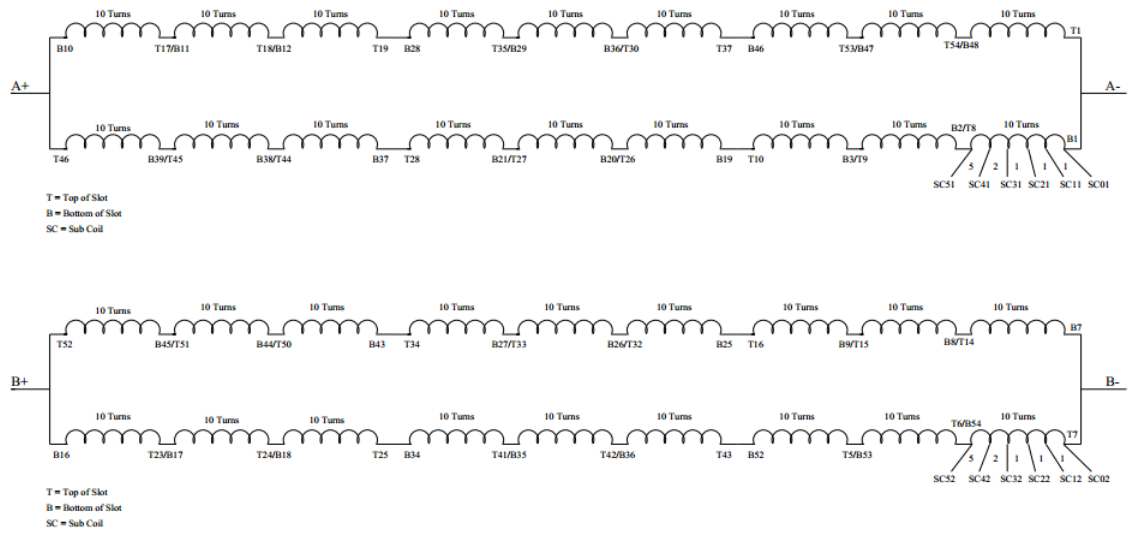 10 Turns 10 Turns 10 Turns 10 Turns 10 Turns 10 Turns 10 Turns 10 Turns 10 Turns
T1
B10 T17/B11 T18/B12 T19 B28 T35/B29 B36/T30 T37 B46 T53/B47 T54/B48
A+ A-
10 Turns 10 Turns 10 Turns 10 Turns 10 Turns 10 Turns 10 Turns 10 Turns B2/T8 10 Turns
B1
T46 B39/T45 B38/T44 B37 T28 B21/T27 B20/T26 B19 T10 B3/T9
5 2 1 1 1
SC51 SC41 SC31 SC21 SC11 SC01
T = Top of Slot
B = Bottom of Slot
SC = Sub Coil
10 Turns 10 Turns 10 Turns 10 Turns 10 Turns 10 Turns 10 Turns 10 Turns 10 Turns
B7
T52 B45/T51 B44/T50 B43 T34 B27/T33 B26/T32 B25 T16 B9/T15 B8/T14
B+ B-
10 Turns 10 Turns 10 Turns 10 Turns 10 Turns 10 Turns 10 Turns 10 Turns T6/B54 10 Turns
T7
B16 T23/B17 T24/B18 T25 B34 T41/B35 T42/B36 T43 B52 T5/B53
5 2 1 1 1
SC52 SC42 SC32 SC22 SC12 SC02
T = Top of Slot
B = Bottom of Slot
SC = Sub Coil